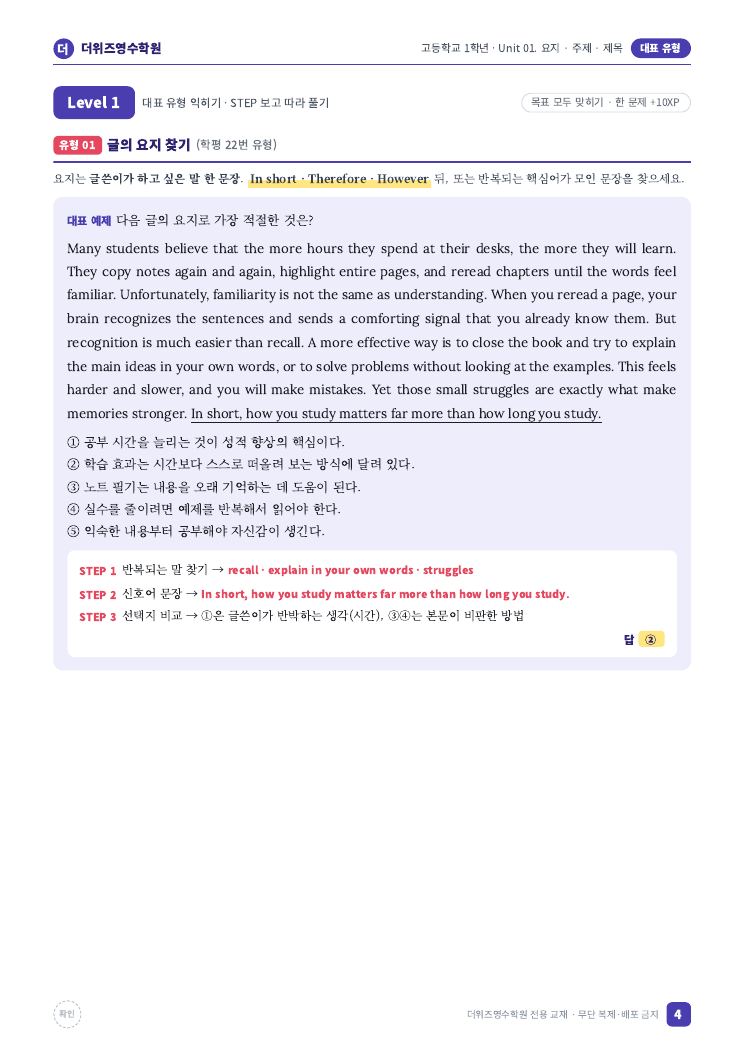 더 더위즈영수학원
고등학교 1학년 · Unit 01. 요지 · 주제 · 제목 대표 유형
Level 1 대표 유형 익히기 · STEP 보고 따라 풀기
목표 모두 맞히기 · 한 문제 +10XP
유형 01 글의 요지 찾기 (학평 22번 유형)
요지는 글쓴이가 하고 싶은 말 한 문장. In short · Therefore · However 뒤, 또는 반복되는 핵심어가 모인 문장을 찾으세요.
대표 예제 다음 글의 요지로 가장 적절한 것은?
Many students believe that the more hours they spend at their desks, the more they will learn.
They copy notes again and again, highlight entire pages, and reread chapters until the words feel
familiar. Unfortunately, familiarity is not the same as understanding. When you reread a page, your
brain recognizes the sentences and sends a comforting signal that you already know them. But
recognition is much easier than recall. A more effective way is to close the book and try to explain
the main ideas in your own words, or to solve problems without looking at the examples. This feels
harder and slower, and you will make mistakes. Yet those small struggles are exactly what make
memories stronger. In short, how you study matters far more than how long you study.
① 공부 시간을 늘리는 것이 성적 향상의 핵심이다.
② 학습 효과는 시간보다 스스로 떠올려 보는 방식에 달려 있다.
③ 노트 필기는 내용을 오래 기억하는 데 도움이 된다.
④ 실수를 줄이려면 예제를 반복해서 읽어야 한다.
⑤ 익숙한 내용부터 공부해야 자신감이 생긴다.
STEP 1 반복되는 말 찾기 → recall · explain in your own words · struggles
STEP 2 신호어 문장 → In short, how you study matters far more than how long you study.
STEP 3 선택지 비교 → ①은 글쓴이가 반박하는 생각(시간), ③④는 본문이 비판한 방법
답 ②
확인
더위즈영수학원 전용 교재 · 무단 복제·배포 금지 4